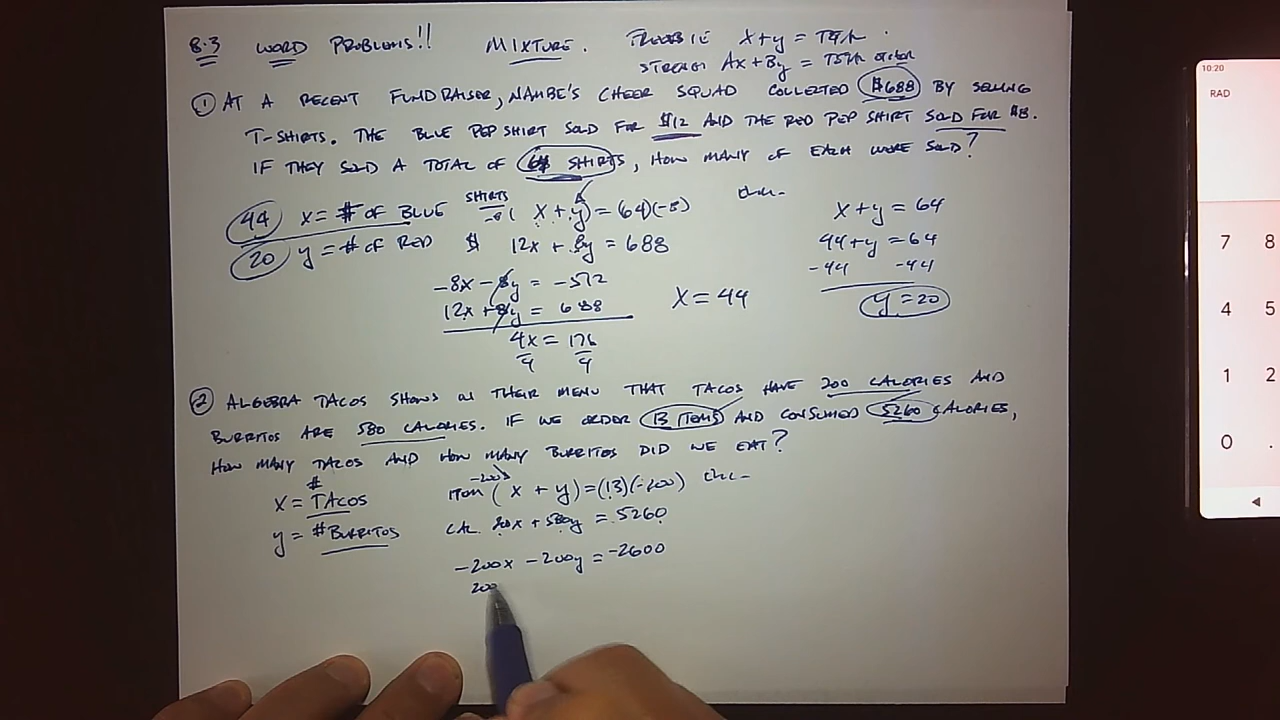 8.3 WORD PROBLEMS!! MIXTURE. X+y = TOTAL
STRENGTH Ax+By = TOTAL
① AT A RECENT FUNDRAISER, NAMBE'S CHEER SQUAD COLLECTED $688 BY SELLING
T-SHIRTS. THE BLUE PEP SHIRT SOLD FOR $12 AND THE RED PEP SHIRT SOLD FOR $8.
IF THEY SOLD A TOTAL OF 64 SHIRTS, HOW MANY OF EACH WERE SOLD?
44 X = # OF BLUE SHIRTS -8( X+y)=64)(-8)
20 y = # OF RED $ 12x + 8y = 688
-8x - 8y = -512
12x + 8y = 688
4x = 176
4 4
X = 44
X+y = 64
44+y = 64
-44 -44
y = 20
② ALGEBRA TACOS SHOWS ON THEIR MENU THAT TACOS HAVE 200 CALORIES AND
BURRITOS ARE 580 CALORIES. IF WE ORDER 13 ITEMS AND CONSUMED 5260 CALORIES,
HOW MANY TACOS AND HOW MANY BURRITOS DID WE EAT?
X = # TACOS
y = # BURRITOS
-200
ITEM ( X + y)=(13)(-200)
CAL. 200x + 580y = 5260
-200x - 200y = -2600
200
10:20
RAD
7 8
4 5
1 2
0 .